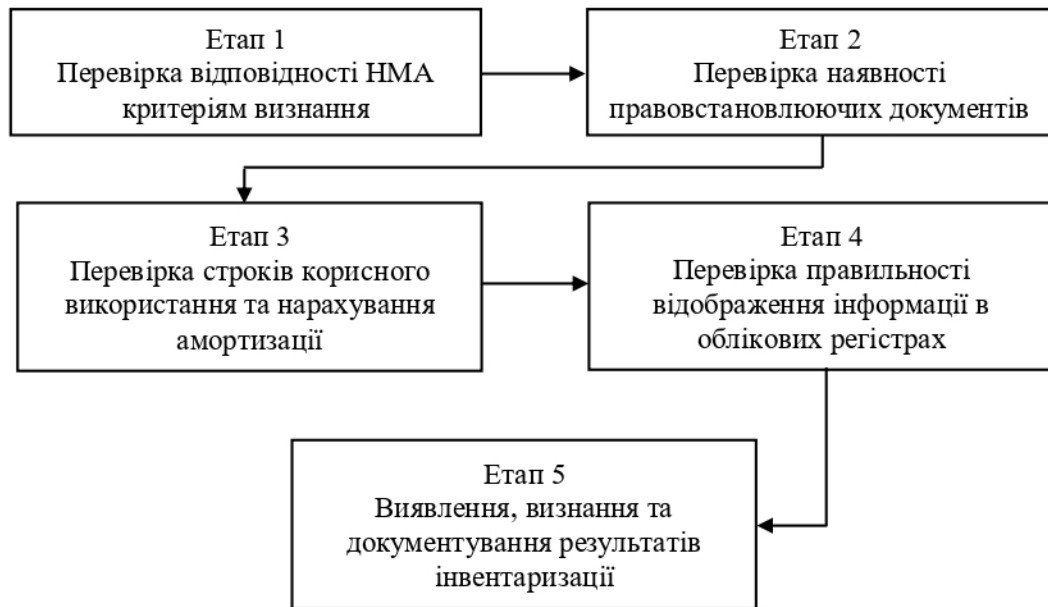 Етап 1
Перевірка відповідності НМА
критеріям визнання
Етап 2
Перевірка наявності
правовстановлюючих документів
Етап 3
Перевірка строків корисного
використання та нарахування
амортизації
Етап 4
Перевірка правильності
відображення інформації в
облікових регістрах
Етап 5
Виявлення, визнання та
документування результатів
інвентаризації